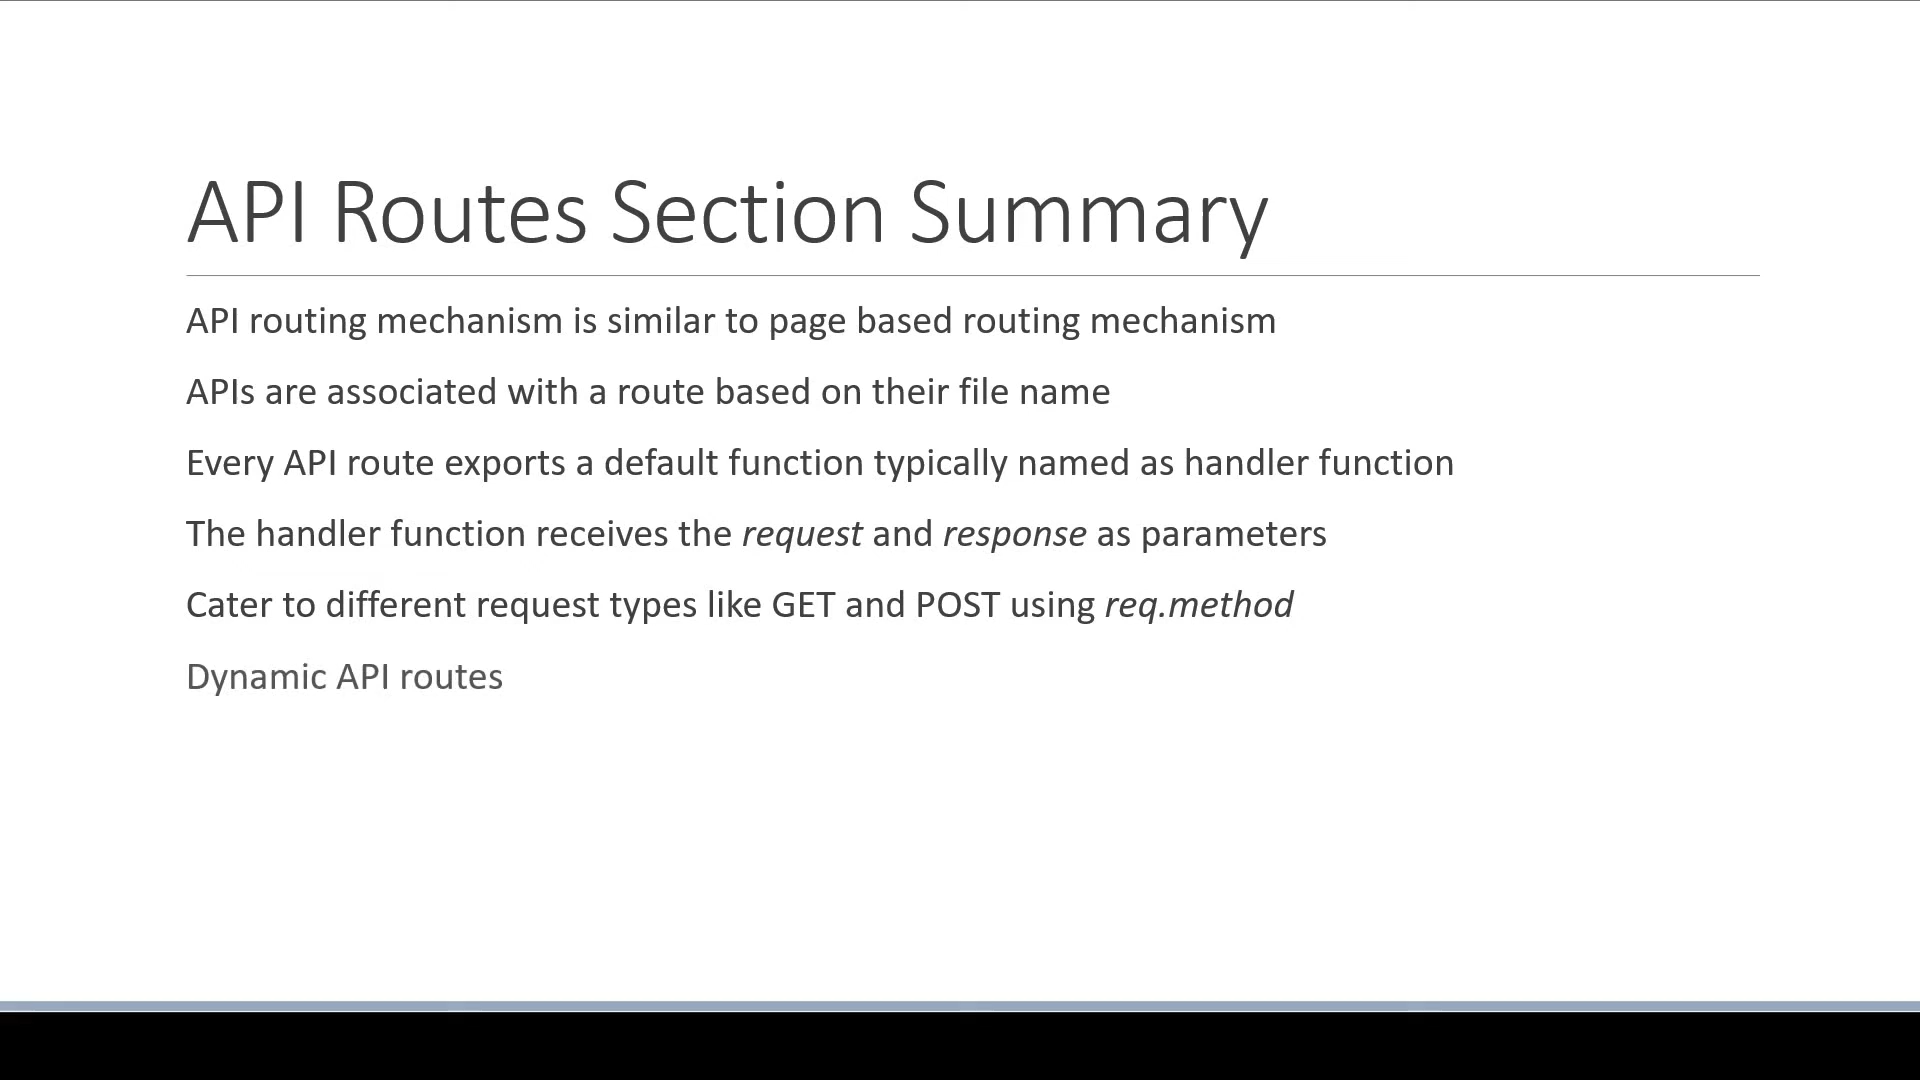 API Routes Section Summary
API routing mechanism is similar to page based routing mechanism
APIs are associated with a route based on their file name
Every API route exports a default function typically named as handler function
The handler function receives the request and response as parameters
Cater to different request types like GET and POST using req.method
Dynamic API routes